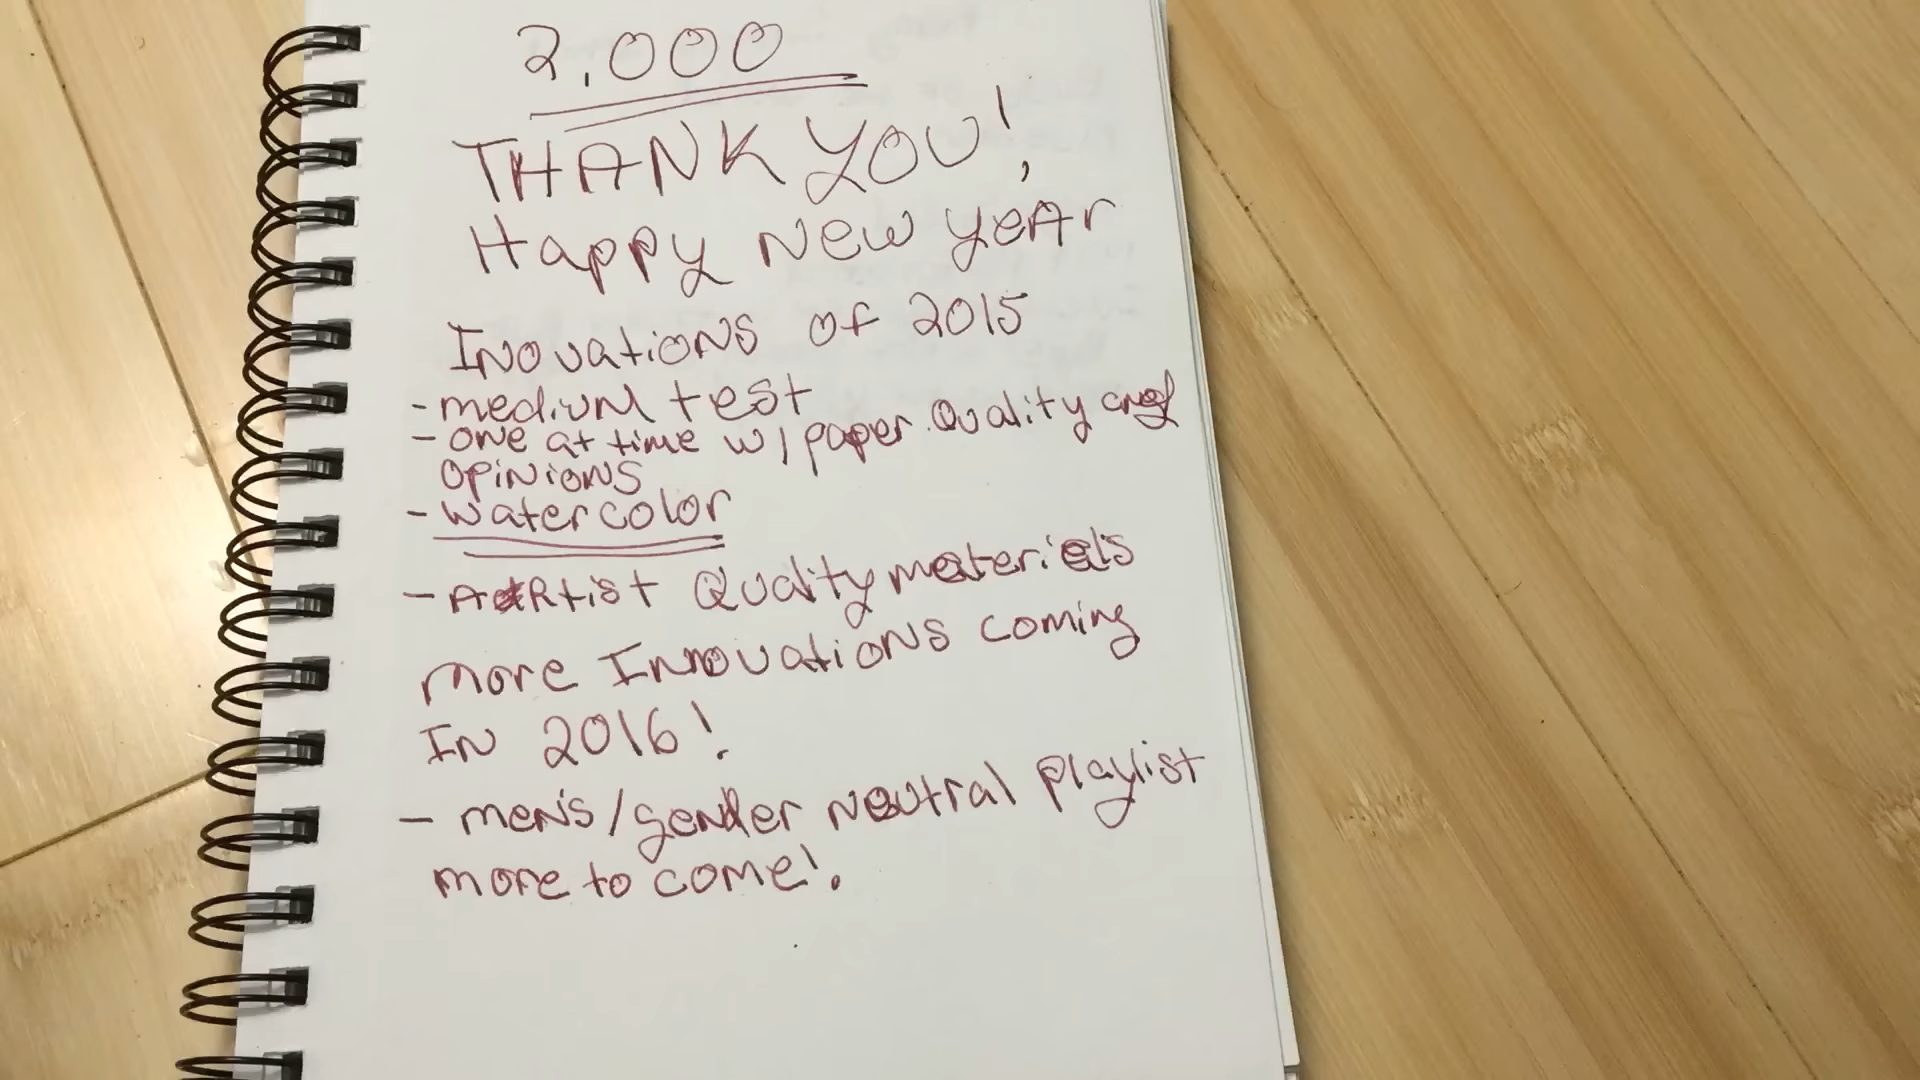 2,000
THANK YOU!
Happy New Year
Inovations of 2015
- medium test
- one at time w/ paper Quality and
opinions
- watercolor
- Artist Quality materials
more Innovations coming
In 2016!
- men's/gender neutral playlist
more to come!